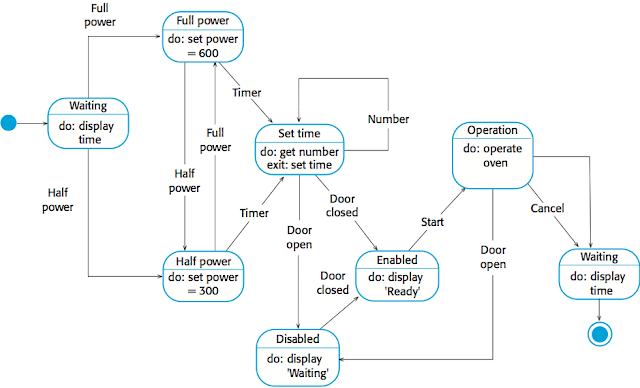 Full
power
Full power
do: set power
= 600
Timer
Waiting
do: display
time
Full
power
Half
power
Half
power
Timer
Half power
do: set power
= 300
Set time
do: get number
exit: set time
Number
Door
closed
Door
open
Door
closed
Enabled
do: display
'Ready'
Disabled
do: display
'Waiting'
Start
Operation
do: operate
oven
Cancel
Door
open
Waiting
do: display
time